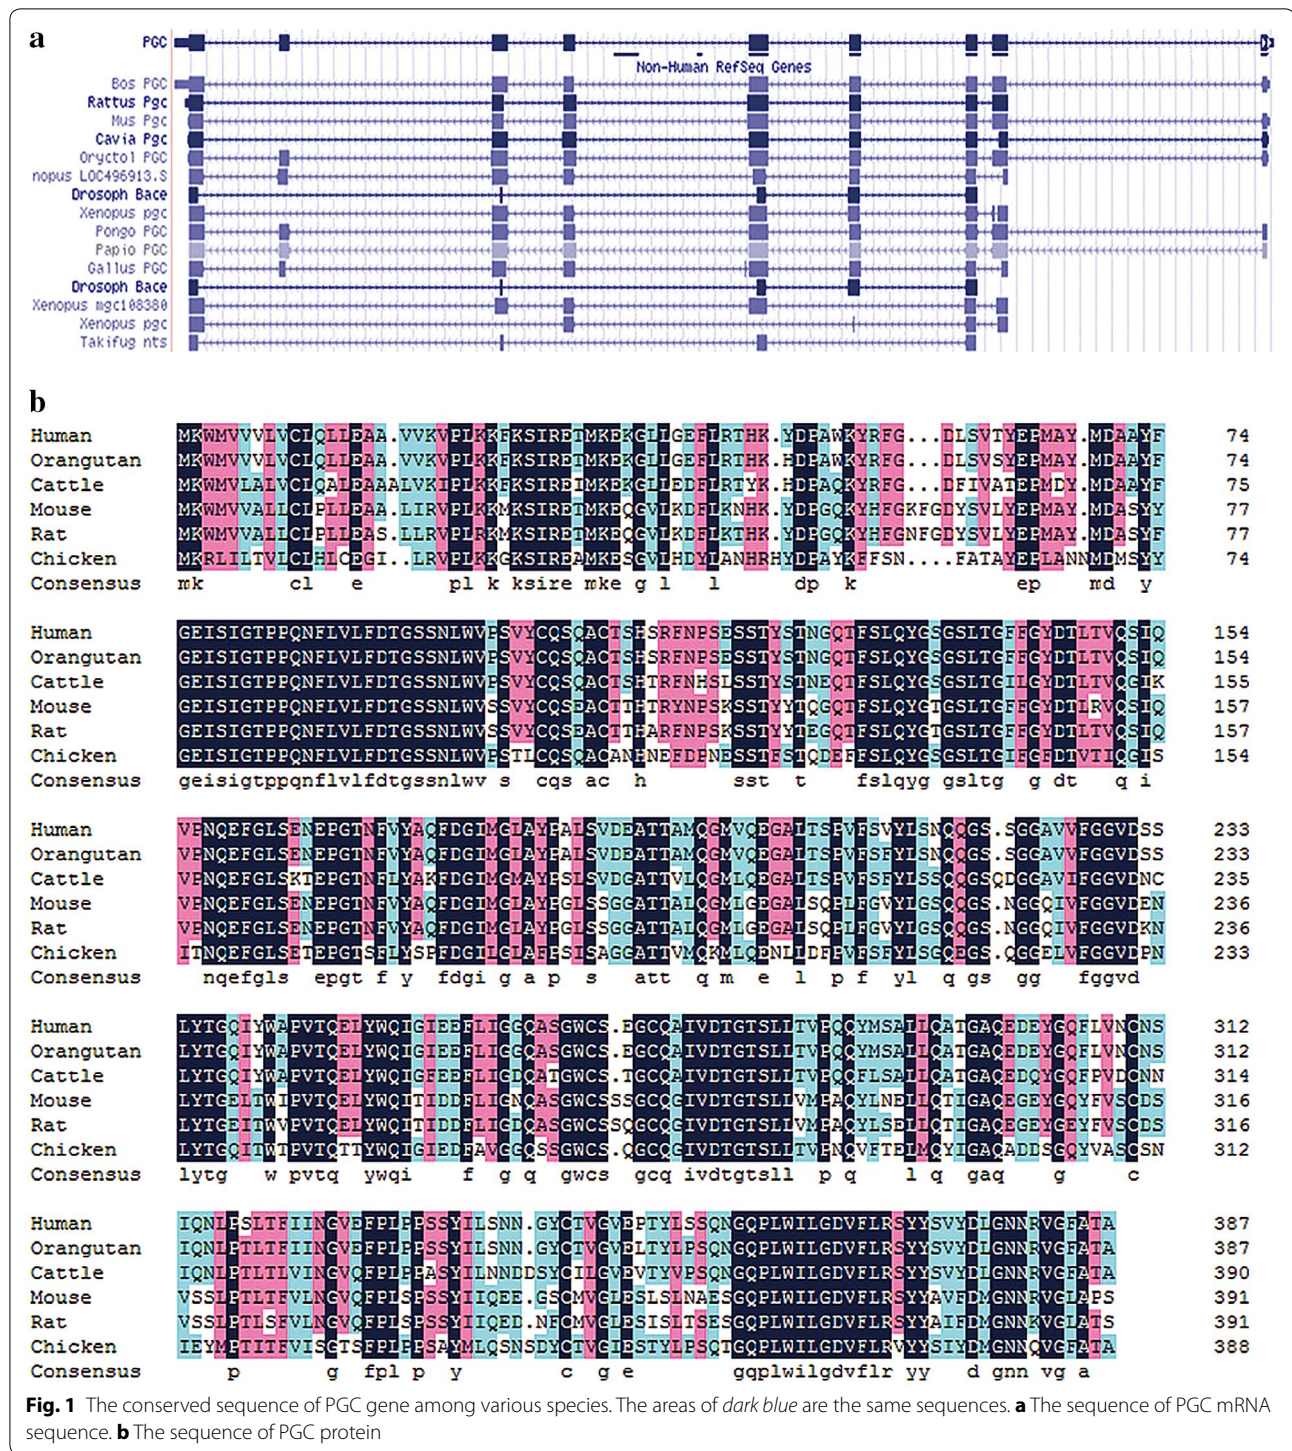 a
PGC
Non-Human RefSeq Genes
Bos PGC
Rattus Pgc
Mus Pgc
Cavia Pgc
Oryctol PGC
nopus LOC496913.S
Drosoph Bace
Xenopus pgc
Pongo PGC
Papio PGC
Gallus PGC
Drosoph Bace
Xenopus mgc108380
Xenopus pgc
Takifug nts
b
Human MKWMVVVLVCLQLLEAA.VVKVPLKKFKSIRETMKEKGLLGEFLRTHK.YDPAWKYRFG...DLSVTYEPMAY.MDAAYF 74
Orangutan MKWMVVVLVCLQLLEAA.VVKVPLKKFKSIRETMKEKGLLGEFLRTHK.HDPAWKYRFG...DLSVSYEPMAY.MDAAYF 74
Cattle MKWMVLALVCLQALEAAALVKIPLKKFKSIREIMKEKGLLEDFLKTYK.HDPAQKYRFG...DFIVATEPMDY.MDAAYF 75
Mouse MKWMVVALLCLPLLEAA.LIRVPLKKMKSIRETMKEQGVLKDFLKNHK.YDPGQKYHFGKFGDYSVLYEPMAY.MDASYY 77
Rat MKWMVVALLCLPLLEAS.LLRVPLRKMKSIRETMKEQGVLKDFLKTHK.YDPGQKYHFGNFGDYSVLYEPMAY.MDASYY 77
Chicken MKRLILTVLCLHLCEGI..LRVPLKKGKSIREAMKESGVLHDYLANHRHYDPAYKFFSN....FATAYEPLANNMDMSYY 74
Consensus mk cl e pl k ksire mke g l l dp k ep md y
Human GEISIGTPPQNFLVLFDTGSSNLWVPSVYCQSQACTSHSRFNPSESSTYSTNGQTFSLQYGSGSLTGFFGYDTLTVQSIQ 154
Orangutan GEISIGTPPQNFLVLFDTGSSNLWVPSVYCQSQACTSHSRFNPSESSTYSTNGQTFSLQYGSGSLTGFFGYDTLTVQSIQ 154
Cattle GEISIGTPPQNFLVLFDTGSSNLWVPSVYCQSQACTSHTRFNHSLSSTYSTNEQTFSLQYGSGSLTGILGYDTLTVQGIK 155
Mouse GEISIGTPPQNFLVLFDTGSSNLWVSSVYCQSEACTTHTRYNPSKSSTYYTQGQTFSLQYGTGSLTGFFGYDTLRVQSIQ 157
Rat GEISIGTPPQNFLVLFDTGSSNLWVSSVYCQSEACTTHARFNPSKSSTYYTEGQTFSLQYGTGSLTGFFGYDTLTVQSIQ 157
Chicken GEISIGTPPQNFLVLFDTGSSNLWVPSTLCQSQACANHNEFDPNESSTFSTQDEFFSLQYGSGSLTGIFGFDTVTIQGIS 154
Consensus geisigtppqnflvlfdtgssnlwv s cqs ac h sst t fslqyg gsltg g dt q i
Human VPNQEFGLSENEPGTNFVYAQFDGIMGLAYPALSVDEATTAMQGMVQEGALTSPVFSVYLSNQQGS.SGGAVVFGGVDSS 233
Orangutan VPNQEFGLSENEPGTNFVYAQFDGIMGLAYPALSVDEATTAMQGMVQEGALTSPVFSFYLSNQQGS.SGGAVVFGGVDSS 233
Cattle VPNQEFGLSKTEPGTNFLYAKFDGIMGMAYPSLSVDGATTVLQGMLQEGALTSPVFSFYLSSQQGSQDGGAVIFGGVDNC 235
Mouse VPNQEFGLSENEPGTNFVYAQFDGIMGLAYPGLSSGGATTALQGMLGEGALSQPLFGVYLGSQQGS.NGGQIVFGGVDEN 236
Rat VPNQEFGLSENEPGTNFVYAQFDGIMGLAYPGLSSGGATTALQGMLGEGALSQPLFGVYLGSQQGS.NGGQIVFGGVDKN 236
Chicken ITNQEFGLSETEPGTSFLYSPFDGILGLAFPSISAGGATTVMQKMLQENLLDFPVFSFYLSGQEGS.QGGELVFGGVDPN 233
Consensus nqefgls epgt f y fdgi g a p s att q m e l p f yl q gs gg fggvd
Human LYTGQIYWAPVTQELYWQIGIEEFLIGGQASGWCS.EGCQAIVDTGTSLLTVPQQYMSALLQATGAQEDEYGQFLVNCNS 312
Orangutan LYTGQIYWAPVTQELYWQIGIEEFLIGGQASGWCS.EGCQAIVDTGTSLLTVPQQYMSALLQATGAQEDEYGQFLVNCNS 312
Cattle LYTGQIYWAPVTQELYWQIGFEEFLIGDQATGWCS.TGCQAIVDTGTSLLTVPQQFLSALLQATGAQEDQYGQFPVDCNN 314
Mouse LYTGELTWIPVTQELYWQITIDDFLIGNQASGWCSSSGCQGIVDTGTSLLVMPAQYLNELLQTIGAQEGEYGQYFVSCDS 316
Rat LYTGEITWVPVTQELYWQITIDDFLIGDQASGWCSSQGCQGIVDTGTSLLVMPAQYLSELLQTIGAQEGEYGEYFVSCDS 316
Chicken LYTGQITWTPVTQTTYWQIGIEDFAVGGQSSGWCS.QGCQGIVDTGTSLLTVPNQVFTELMQYIGAQADDSGQYVASCSN 312
Consensus lytg w pvtq ywqi f g q gwcs gcq ivdtgtsll p q l q gaq g c
Human IQNLPSLTFIINGVEFPLPPSSYILSNN.GYCTVGVEPTYLSSQNGQPLWILGDVFLRSYYSVYDLGNNRVGFATA 387
Orangutan IQNLPTLTFIINGVEFPLPPSSYILSNN.GYCTVGVELTYLPSQNGQPLWILGDVFLRSYYSVYDLGNNRVGFATA 387
Cattle IQNLPTLTLVINGVQFPLPPASYILNNDDSYCILGVEVTYVPSQNGQPLWILGDVFLRSYYSVYDLGNNRVGFATA 390
Mouse VSSLPTLTFVLNGVQFPLSPSSYIIQEE.GSCMVGLESLSLNAESGQPLWILGDVFLRSYYAVFDMGNNRVGLAPS 391
Rat VSSLPTLSFVLNGVQFPLSPSSYIIQED.NFCMVGLESISLTSESGQPLWILGDVFLRSYYAIFDMGNNKVGLATS 391
Chicken IEYMPTITFVISGTSFPLPPSAYMLQSNSDYCTVGIESTYLPSQTGQPLWILGDVFLRVYYSIYDMGNNQVGFATA 388
Consensus p g fpl p y c g e gqplwilgdvflr yy d gnn vg a
Fig. 1 The conserved sequence of PGC gene among various species. The areas of dark blue are the same sequences. a The sequence of PGC mRNA
sequence. b The sequence of PGC protein